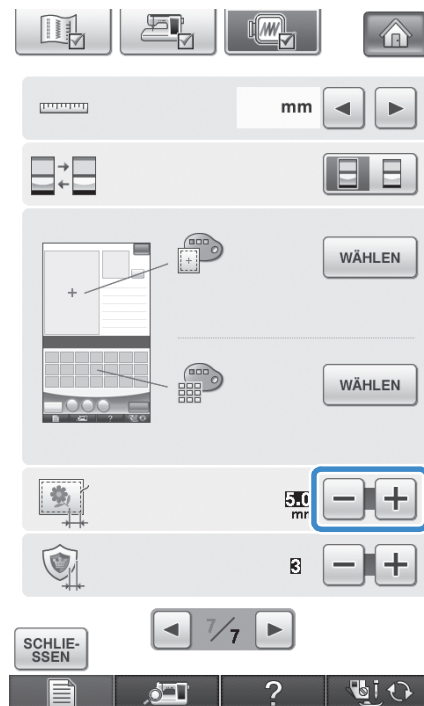 mm
WÄHLEN
WÄHLEN
5.0
mm
3
SCHLIE-
SSEN
7/7
?